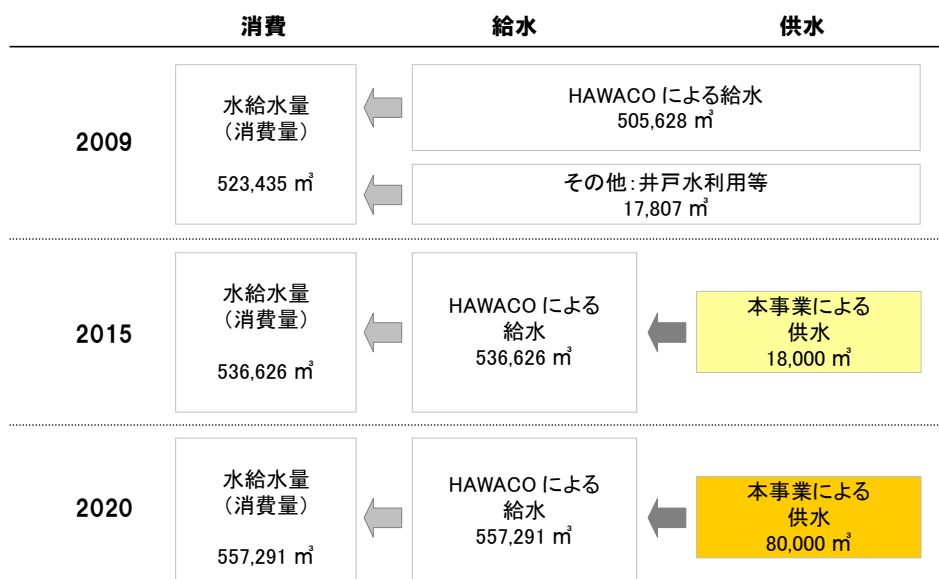 消費 給水 供水
2009
水給水量
（消費量）
523,435 ㎥
HAWACO による給水
505,628 ㎥
その他：井戸水利用等
17,807 ㎥
2015
水給水量
（消費量）
536,626 ㎥
HAWACO による
給水
536,626 ㎥
本事業による
供水
18,000 ㎥
2020
水給水量
（消費量）
557,291 ㎥
HAWACO による
給水
557,291 ㎥
本事業による
供水
80,000 ㎥